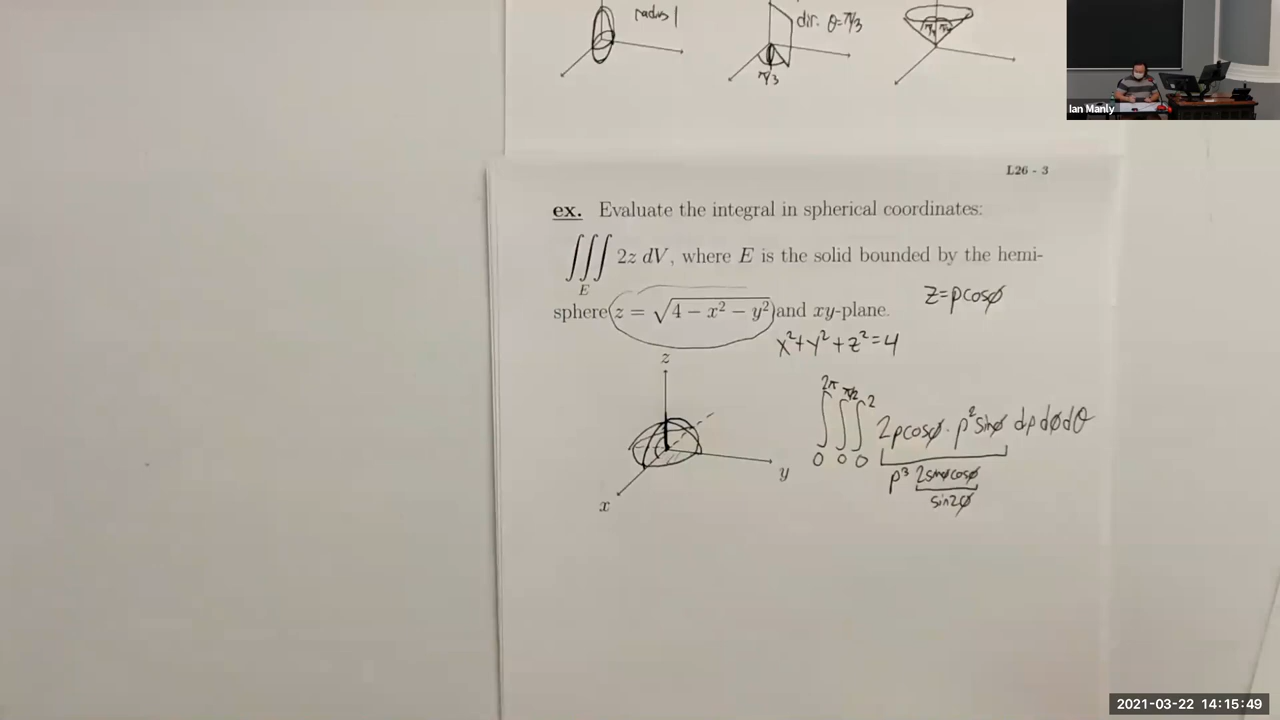 radius 1
dir. θ=π/3
π/3
Ian Manly
L26 - 3
ex. Evaluate the integral in spherical coordinates:
∭_E 2z dV, where E is the solid bounded by the hemi-
sphere z = √(4 − x² − y²) and xy-plane.
z=ρcosφ
x²+y²+z²=4
z
y
x
∫₀^{2π} ∫₀^{π/2} ∫₀^{2} 2ρcosφ · ρ²sinφ dρdφdθ
ρ³ 2sinφcosφ
sin2φ
2021-03-22 14:15:49